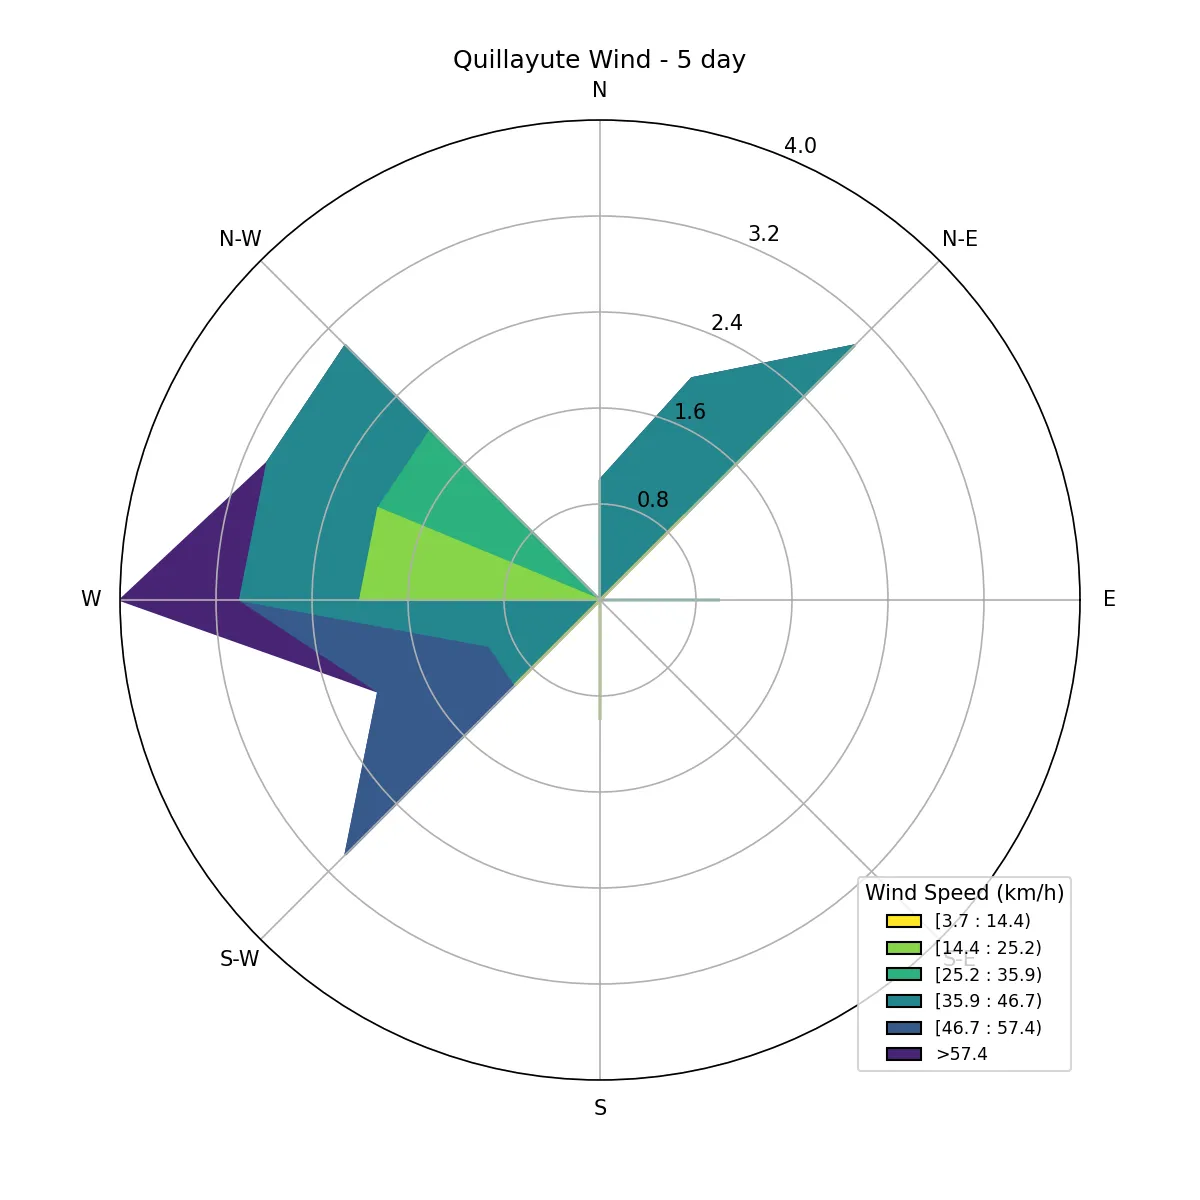 Quillayute Wind - 5 day
N
4.0
N-W
3.2
N-E
2.4
1.6
0.8
W
E
S-W
S-E
S
Wind Speed (km/h)
[3.7 : 14.4)
[14.4 : 25.2)
[25.2 : 35.9)
[35.9 : 46.7)
[46.7 : 57.4)
>57.4